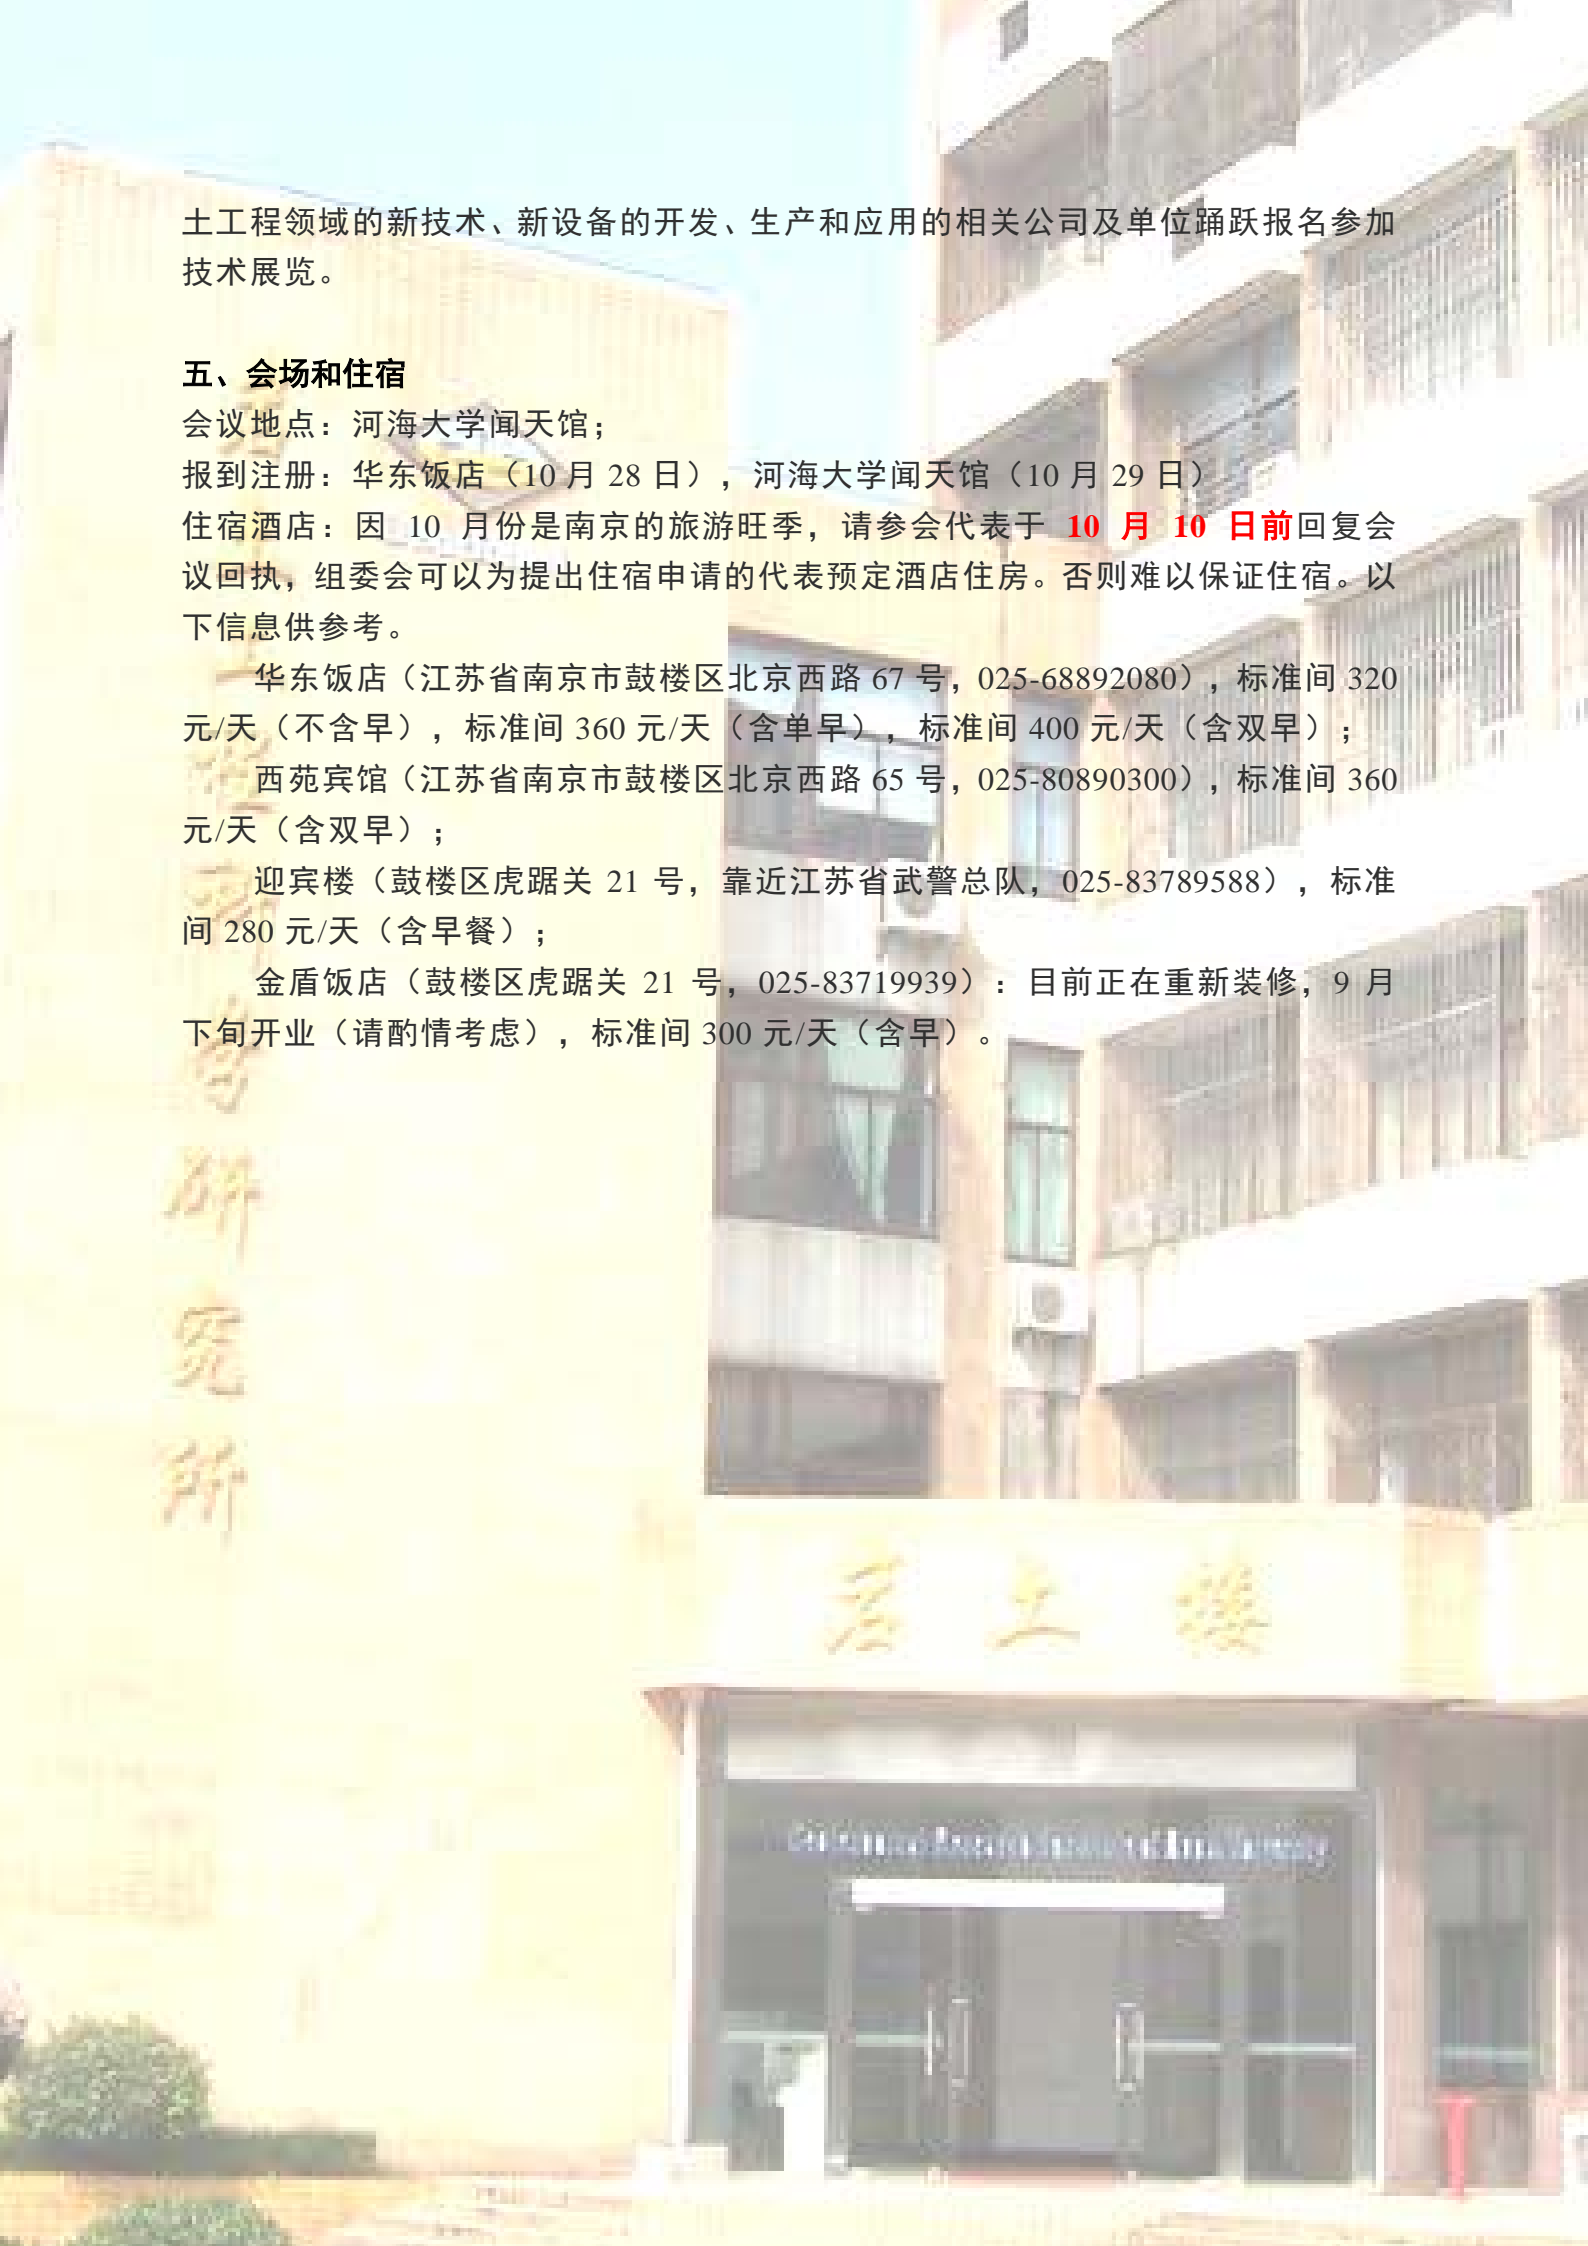 土工程领域的新技术、新设备的开发、生产和应用的相关公司及单位踊跃报名参加
技术展览。
五、会场和住宿
会议地点：河海大学闻天馆；
报到注册：华东饭店（10 月 28 日），河海大学闻天馆（10 月 29 日）
住宿酒店：因 10 月份是南京的旅游旺季，请参会代表于 10 月 10 日前回复会
议回执，组委会可以为提出住宿申请的代表预定酒店住房。否则难以保证住宿。以
下信息供参考。
华东饭店（江苏省南京市鼓楼区北京西路 67 号，025-68892080），标准间 320
元/天（不含早），标准间 360 元/天（含单早），标准间 400 元/天（含双早）；
西苑宾馆（江苏省南京市鼓楼区北京西路 65 号，025-80890300），标准间 360
元/天（含双早）；
迎宾楼（鼓楼区虎踞关 21 号，靠近江苏省武警总队，025-83789588），标准
间 280 元/天（含早餐）；
金盾饭店（鼓楼区虎踞关 21 号，025-83719939）：目前正在重新装修，9 月
下旬开业（请酌情考虑），标准间 300 元/天（含早）。
岩土工程科学研究所
岩土楼